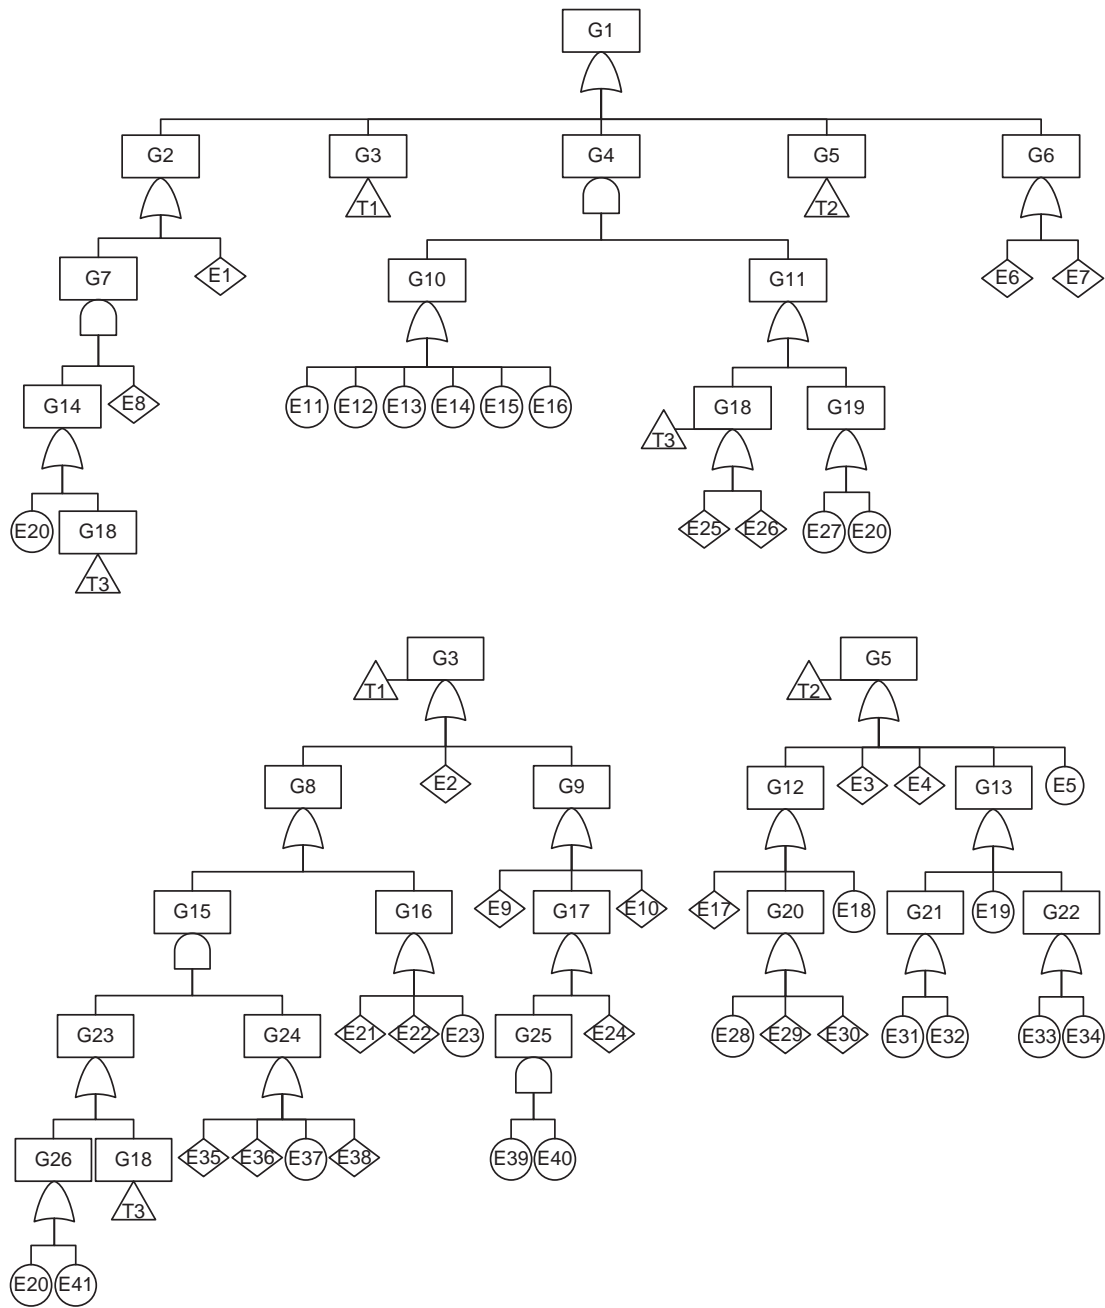 G1
G2 G3 G4 G5 G6
T1 T2
G7 E1 G10 G11 E6 E7
G14 E8 E11 E12 E13 E14 E15 E16 G18 G19
T3
E20 G18 E25 E26 E27 E20
T3
G3 G5
T1 T2
G8 E2 G9 G12 E3 E4 G13 E5
G15 G16 E9 G17 E10 E17 G20 E18 G21 E19 G22
G23 G24 E21 E22 E23 G25 E24 E28 E29 E30 E31 E32 E33 E34
G26 G18 E35 E36 E37 E38 E39 E40
T3
E20 E41